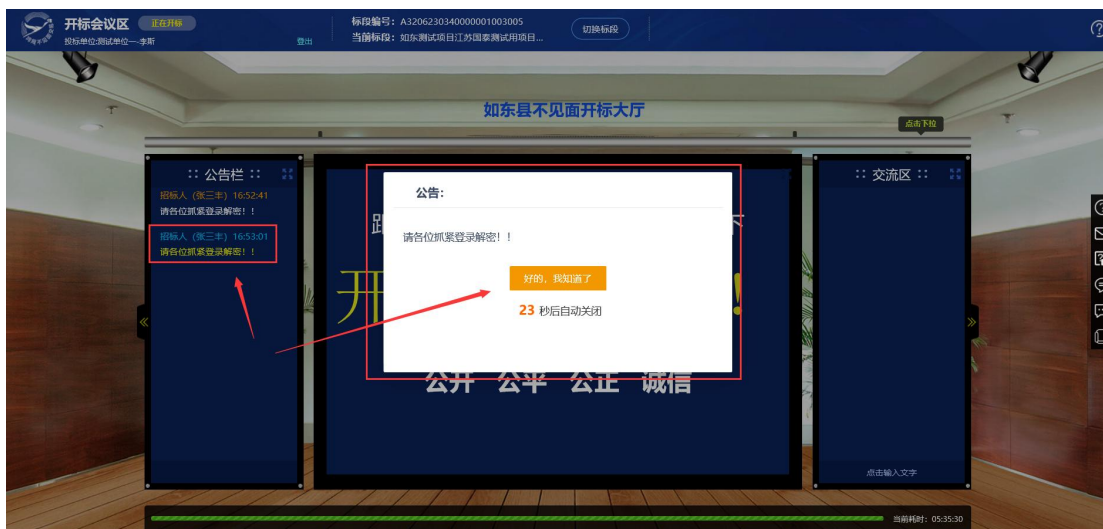 开标会议区 正在开标
投标单位:测试单位一-李斯 登出
标段编号: A3206230340000001003005
当前标段: 如东测试项目江苏国泰测试用项目...
切换标段
如东县不见面开标大厅
点击下拉
:: 公告栏 ::
招标人 (张三丰) 16:52:41
请各位抓紧登录解密! !
招标人 (张三丰) 16:53:01
请各位抓紧登录解密! !
公告:
请各位抓紧登录解密! !
好的, 我知道了
23 秒后自动关闭
距
下
开
!
公开 公平 公正 诚信
:: 交流区 ::
点击输入文字
当前耗时: 05:35:30